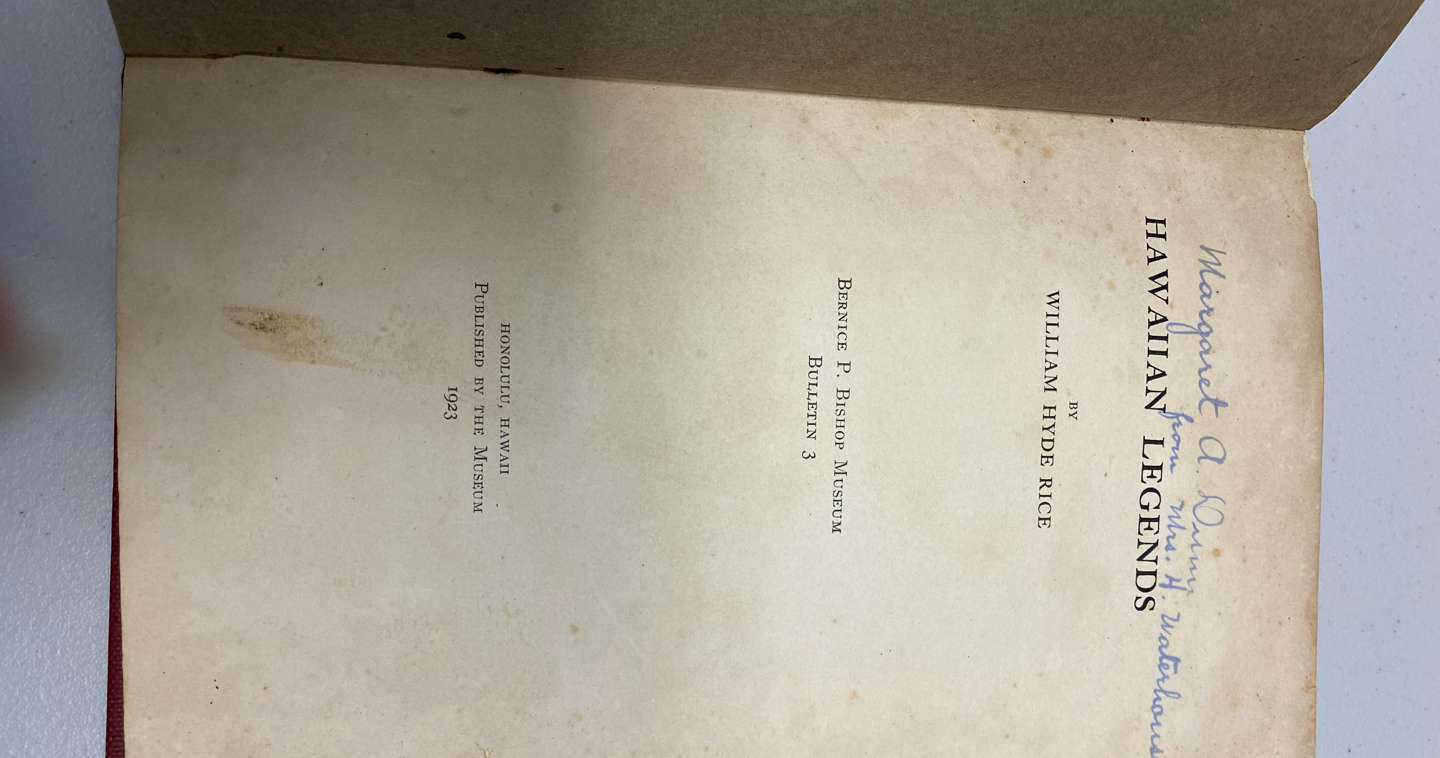 Margaret A. Dunn
from Mrs. H. Waterhous
HAWAIIAN LEGENDS
BY
WILLIAM HYDE RICE
BERNICE P. BISHOP MUSEUM
BULLETIN 3
HONOLULU, HAWAII
PUBLISHED BY THE MUSEUM
1923